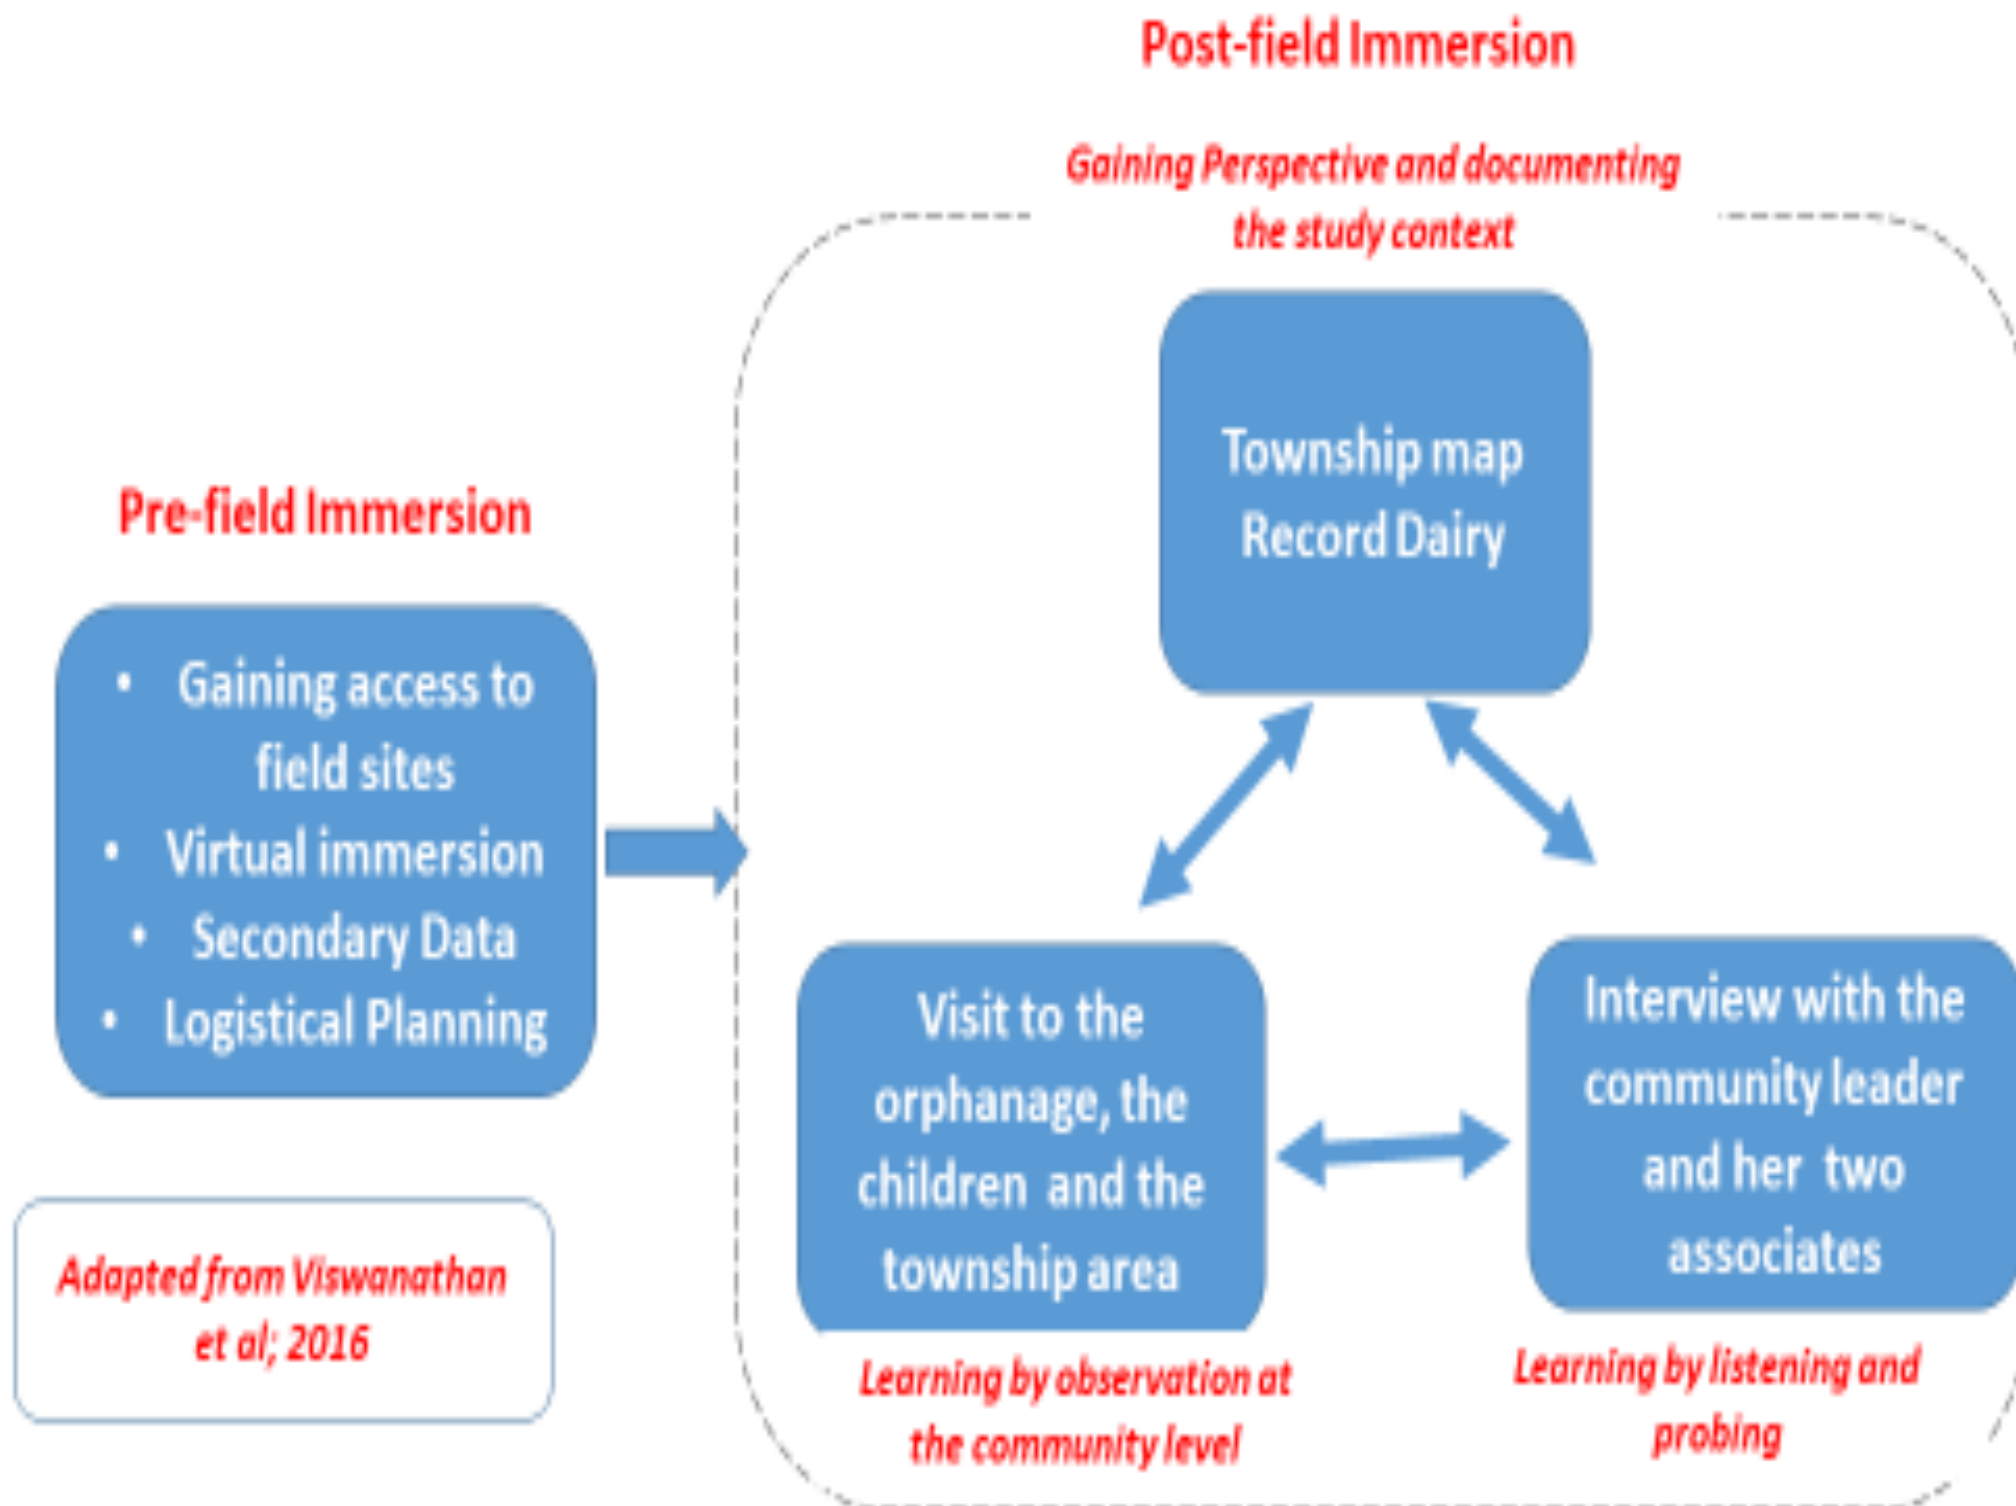 Post-field Immersion
Gaining Perspective and documenting
the study context
Township map
Record Dairy
Pre-field Immersion
• Gaining access to
field sites
• Virtual immersion
• Secondary Data
• Logistical Planning
Visit to the
orphanage, the
children and the
township area
Interview with the
community leader
and her two
associates
Adapted from Viswanathan
et al; 2016
Learning by observation at
the community level
Learning by listening and
probing